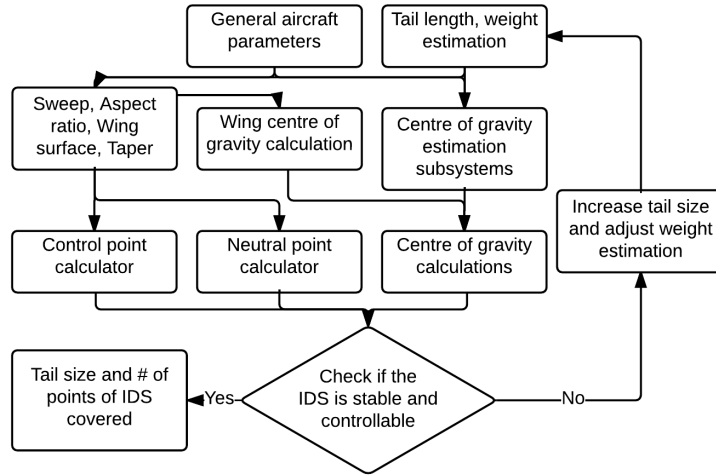 General aircraft
parameters
Tail length, weight
estimation
Sweep, Aspect
ratio, Wing
surface, Taper
Wing centre of
gravity calculation
Centre of gravity
estimation
subsystems
Increase tail size
and adjust weight
estimation
Control point
calculator
Neutral point
calculator
Centre of gravity
calculations
Check if the
IDS is stable and
controllable
Yes
No
Tail size and # of
points of IDS
covered